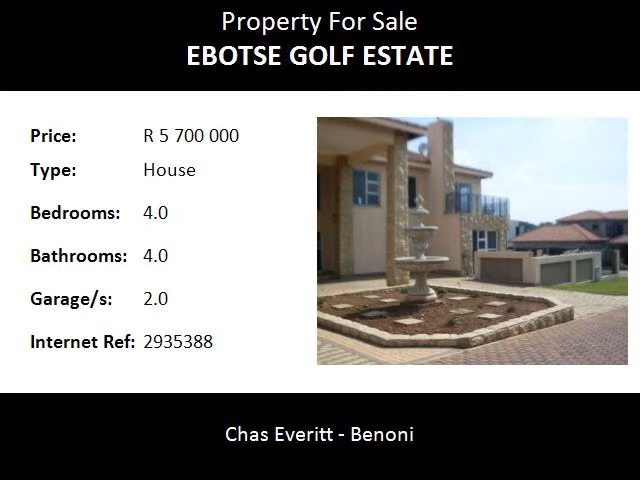 Property For Sale
EBOTSE GOLF ESTATE
Price: R 5 700 000
Type: House
Bedrooms: 4.0
Bathrooms: 4.0
Garage/s: 2.0
Internet Ref: 2935388
Chas Everitt - Benoni